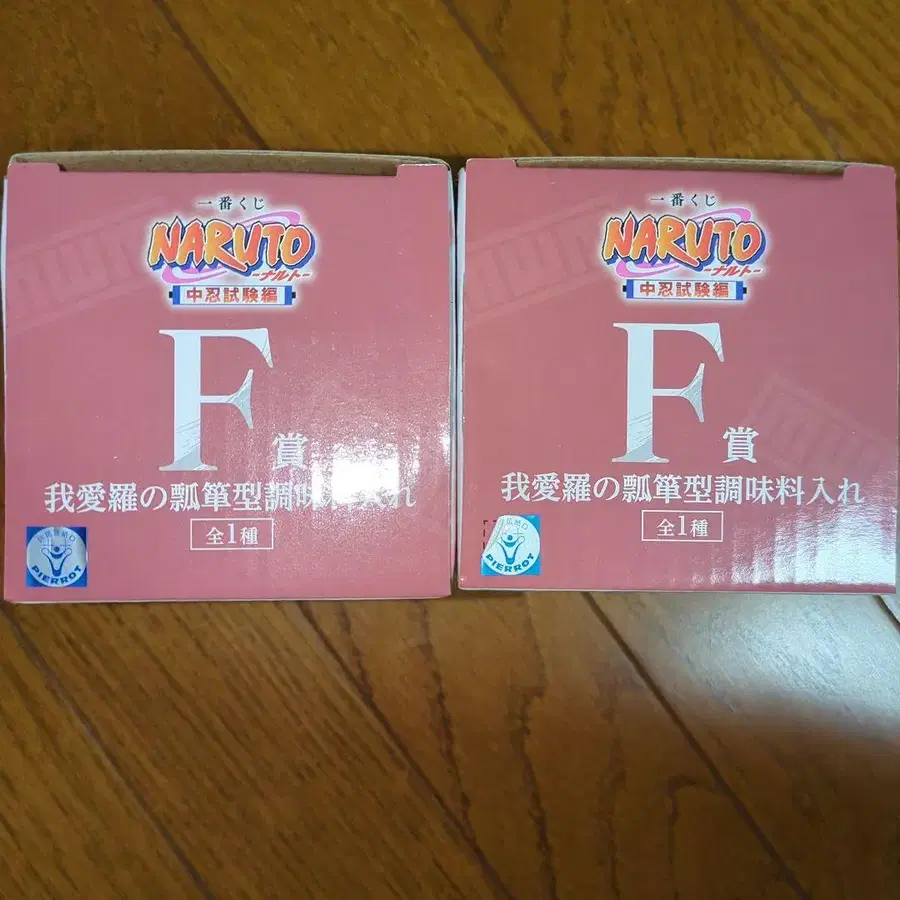 一番くじ
NARUTO
-ナルト-
中忍試験編
F賞
我愛羅の瓢箪型調味料入れ
全1種
PIERROT
一番くじ
NARUTO
-ナルト-
中忍試験編
F賞
我愛羅の瓢箪型調味料入れ
全1種
PIERROT